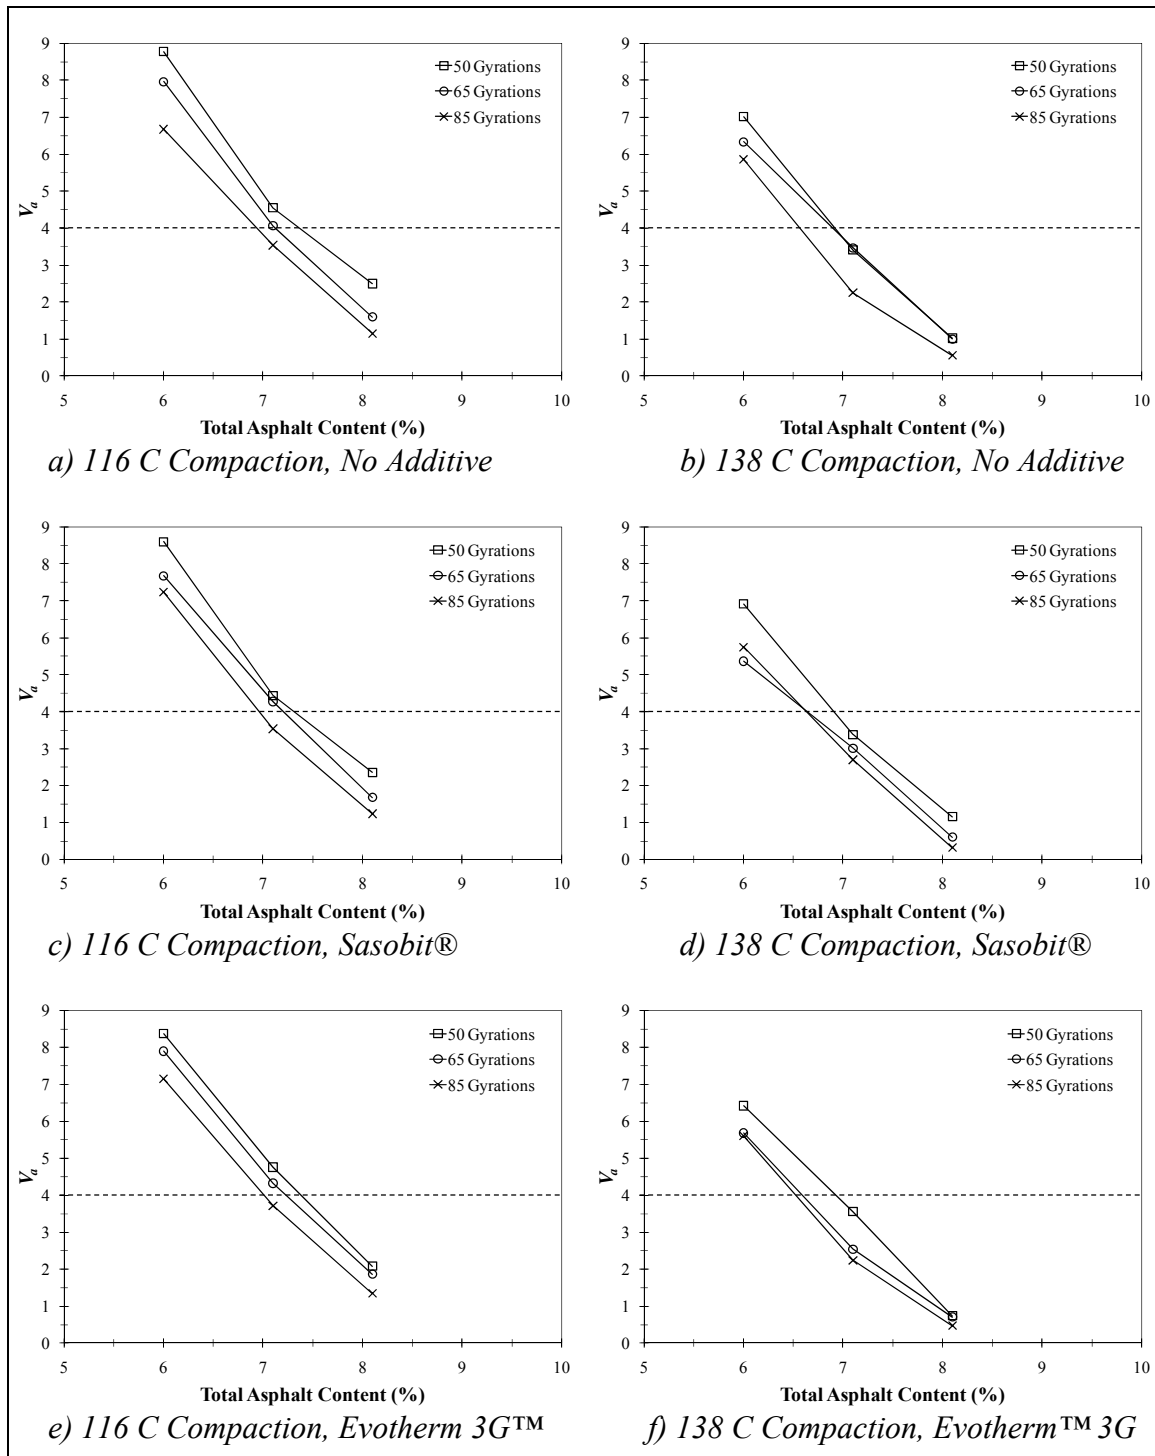 9
8
7
6
5
4
3
2
1
0
V_a
50 Gyrations
65 Gyrations
85 Gyrations
5 6 7 8 9 10
Total Asphalt Content (%)
a) 116 C Compaction, No Additive
9
8
7
6
5
4
3
2
1
0
V_a
50 Gyrations
65 Gyrations
85 Gyrations
5 6 7 8 9 10
Total Asphalt Content (%)
b) 138 C Compaction, No Additive
9
8
7
6
5
4
3
2
1
0
V_a
50 Gyrations
65 Gyrations
85 Gyrations
5 6 7 8 9 10
Total Asphalt Content (%)
c) 116 C Compaction, Sasobit®
9
8
7
6
5
4
3
2
1
0
V_a
50 Gyrations
65 Gyrations
85 Gyrations
5 6 7 8 9 10
Total Asphalt Content (%)
d) 138 C Compaction, Sasobit®
9
8
7
6
5
4
3
2
1
0
V_a
50 Gyrations
65 Gyrations
85 Gyrations
5 6 7 8 9 10
Total Asphalt Content (%)
e) 116 C Compaction, Evotherm 3G™
9
8
7
6
5
4
3
2
1
0
V_a
50 Gyrations
65 Gyrations
85 Gyrations
5 6 7 8 9 10
Total Asphalt Content (%)
f) 138 C Compaction, Evotherm™ 3G